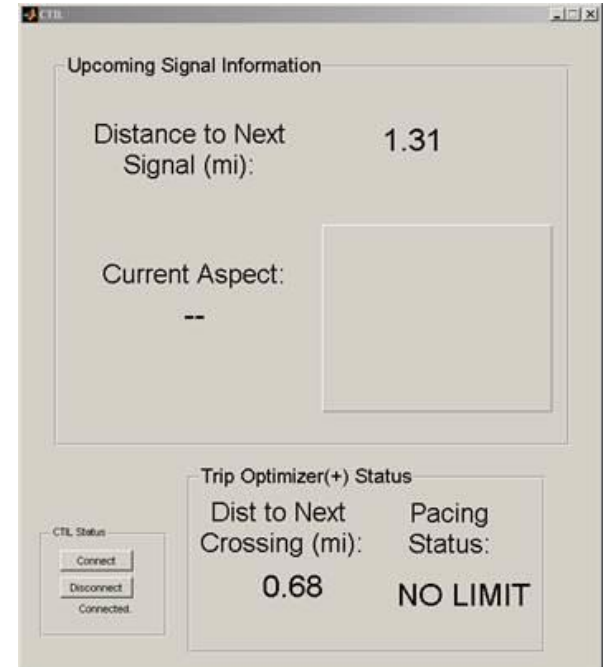 CTIL
Upcoming Signal Information
Distance to Next
Signal (mi):
1.31
Current Aspect:
--
Trip Optimizer(+) Status
Dist to Next
Crossing (mi):
0.68
Pacing
Status:
NO LIMIT
CTIL Status
Connect
Disconnect
Connected.